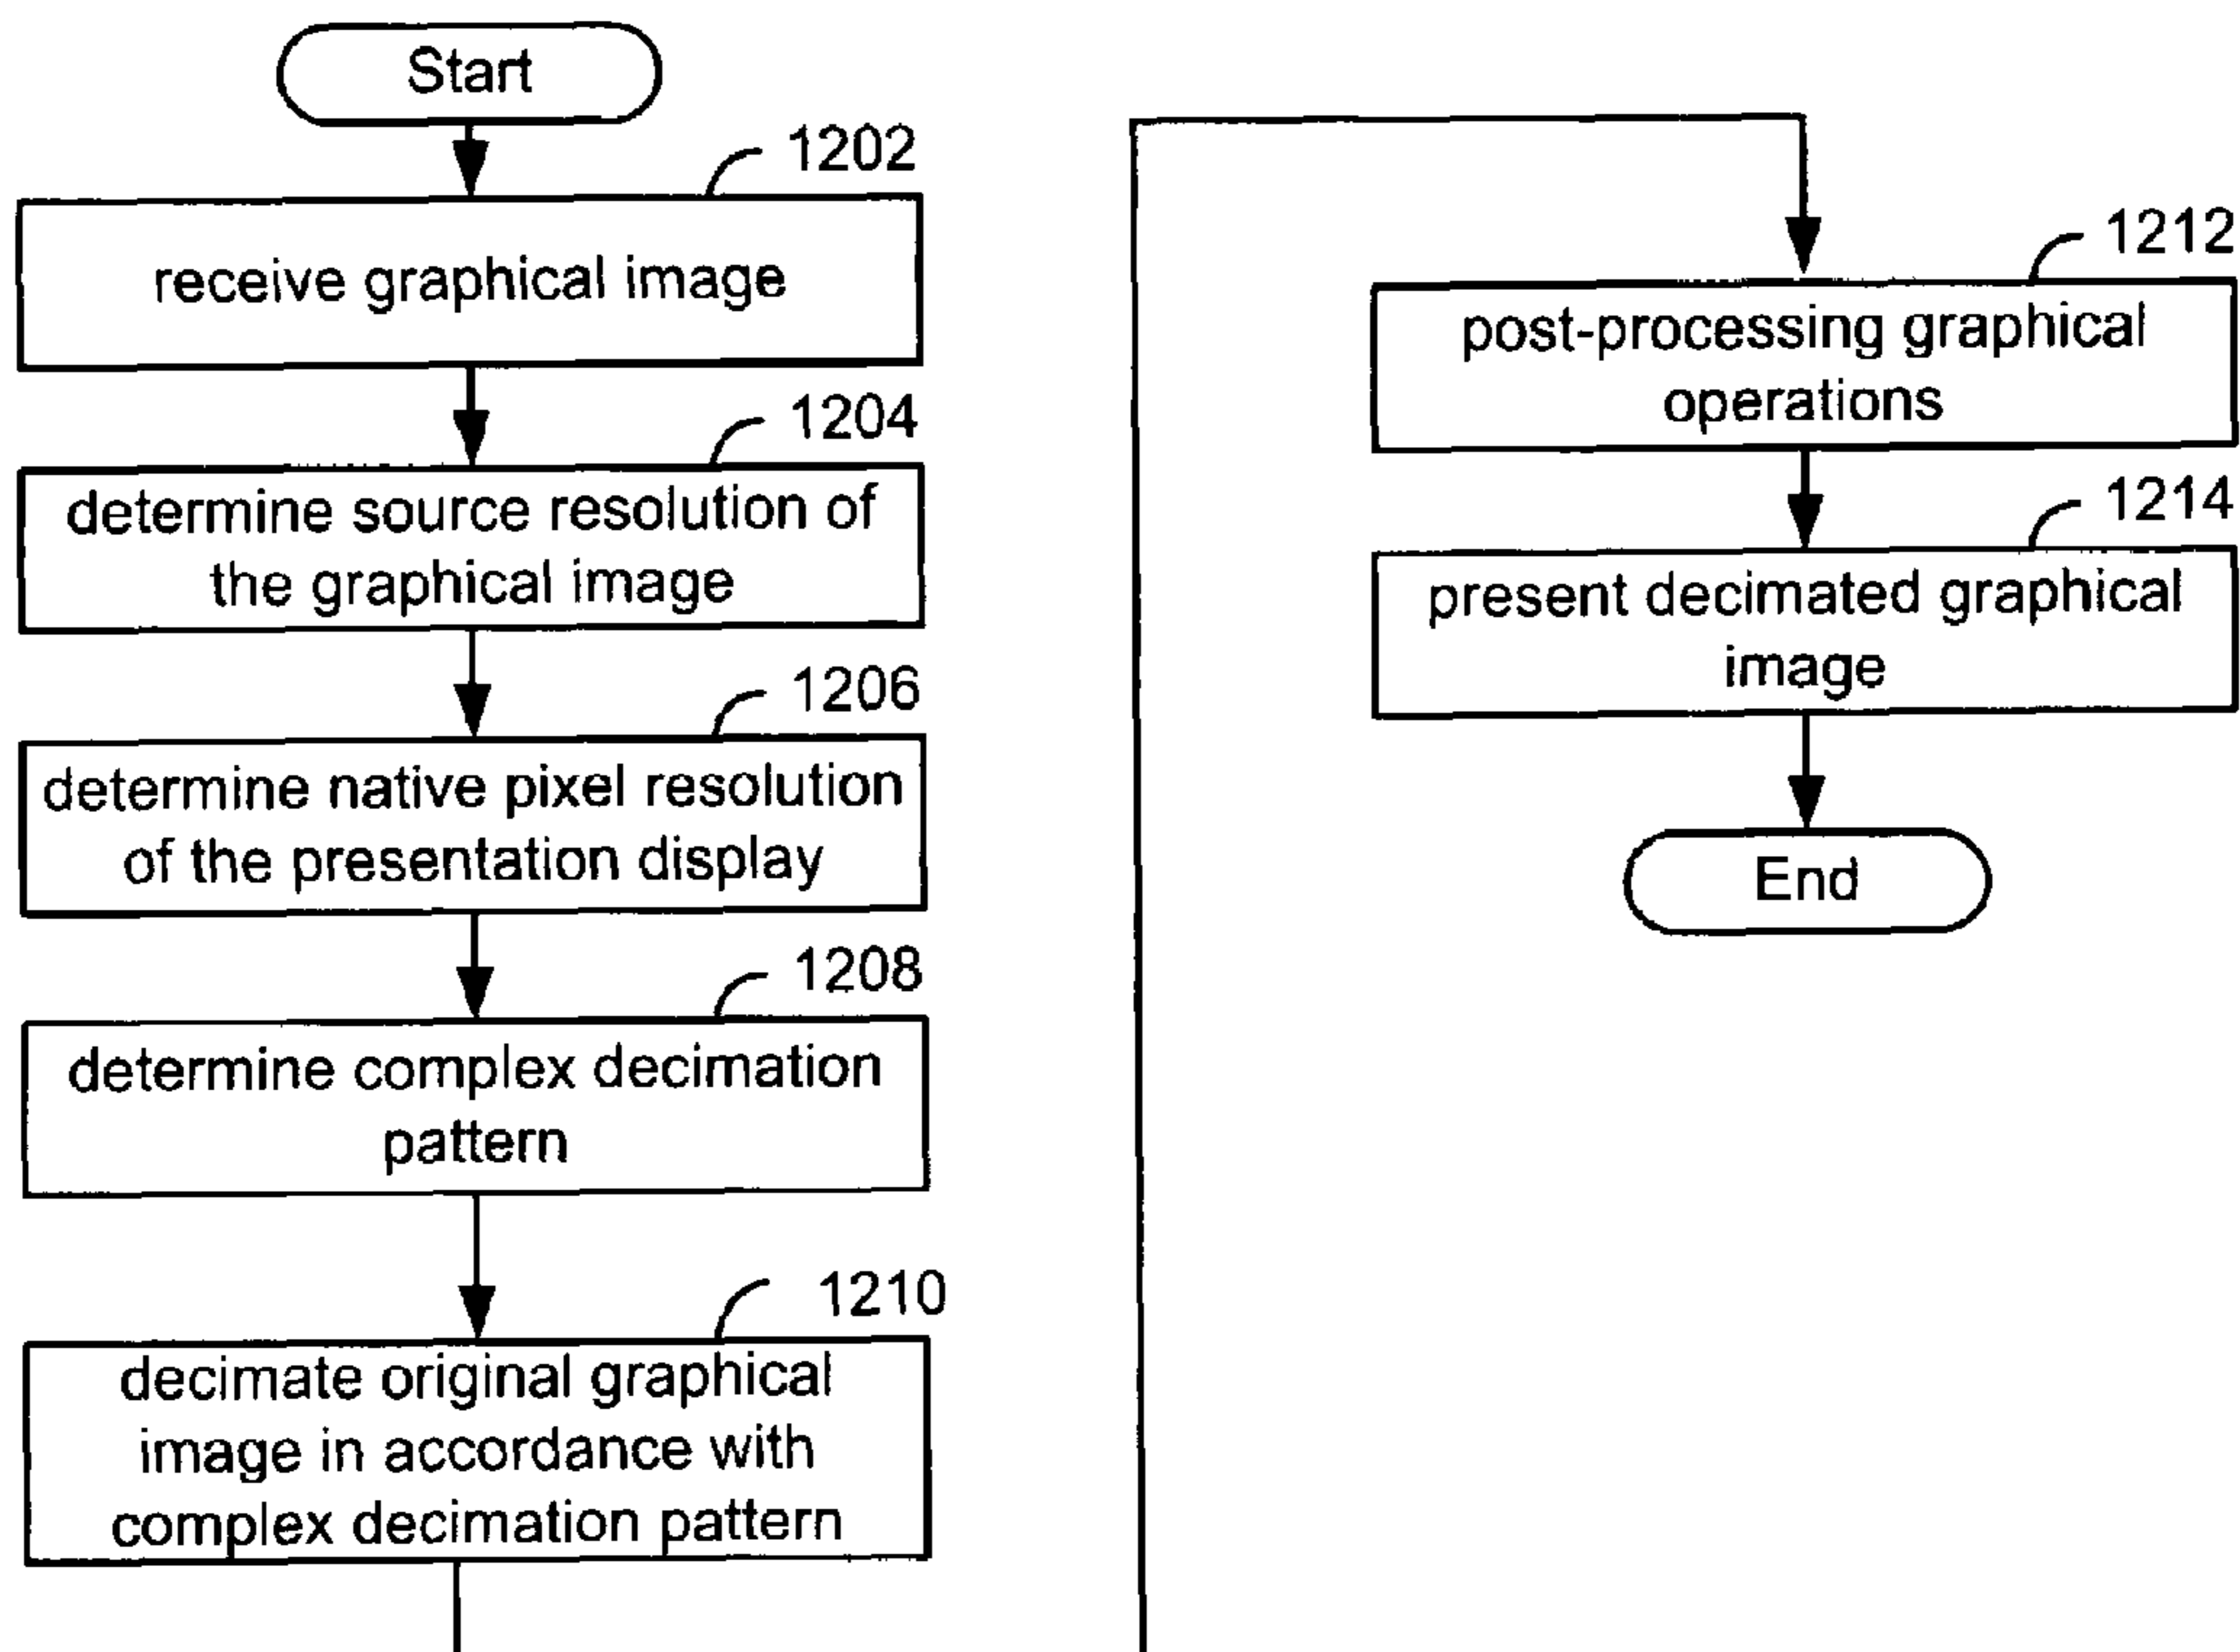 Start
1202
receive graphical image
1204
determine source resolution of
the graphical image
1206
determine native pixel resolution
of the presentation display
1208
determine complex decimation
pattern
1210
decimate original graphical
image in accordance with
complex decimation pattern
1212
post-processing graphical
operations
1214
present decimated graphical
image
End